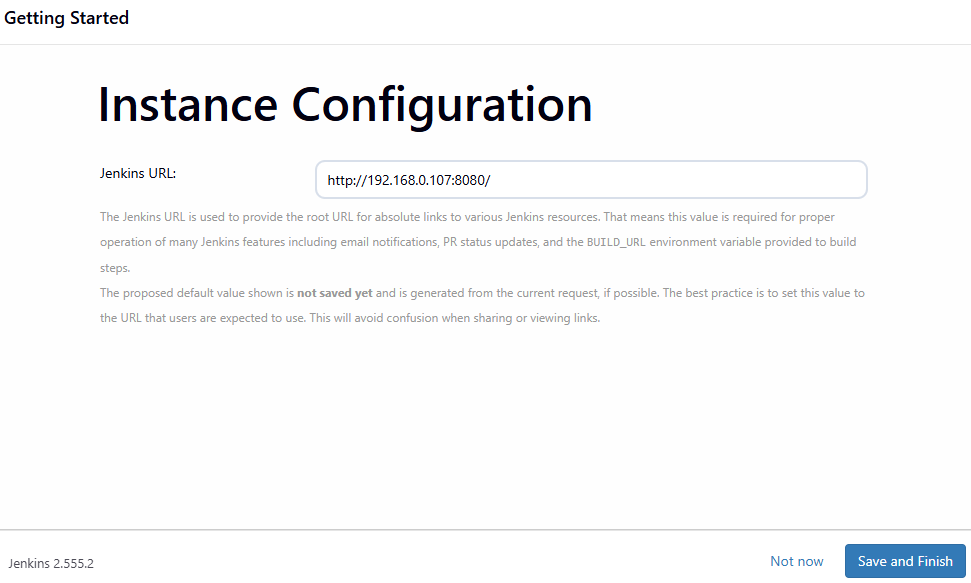 Getting Started
Instance Configuration
Jenkins URL:
http://192.168.0.107:8080/
The Jenkins URL is used to provide the root URL for absolute links to various Jenkins resources. That means this value is required for proper
operation of many Jenkins features including email notifications, PR status updates, and the BUILD_URL environment variable provided to build
steps.
The proposed default value shown is not saved yet and is generated from the current request, if possible. The best practice is to set this value to
the URL that users are expected to use. This will avoid confusion when sharing or viewing links.
Jenkins 2.555.2
Not now
Save and Finish